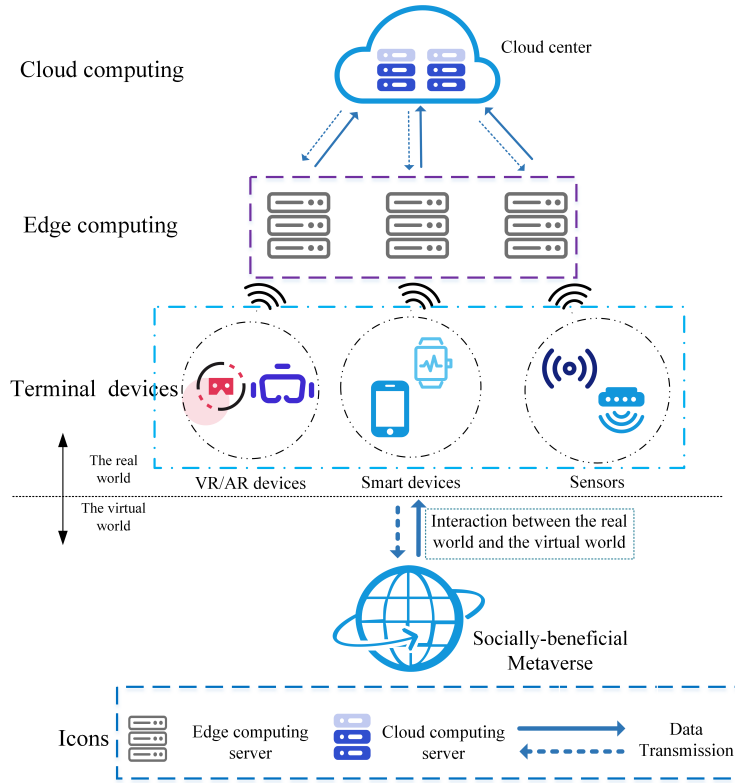 Cloud center
Cloud computing
Edge computing
Terminal devices
VR/AR devices
Smart devices
Sensors
The real
world
The virtual
world
Interaction between the real
world and the virtual world
Socially-beneficial
Metaverse
Icons
Edge computing
server
Cloud computing
server
Data
Transmission